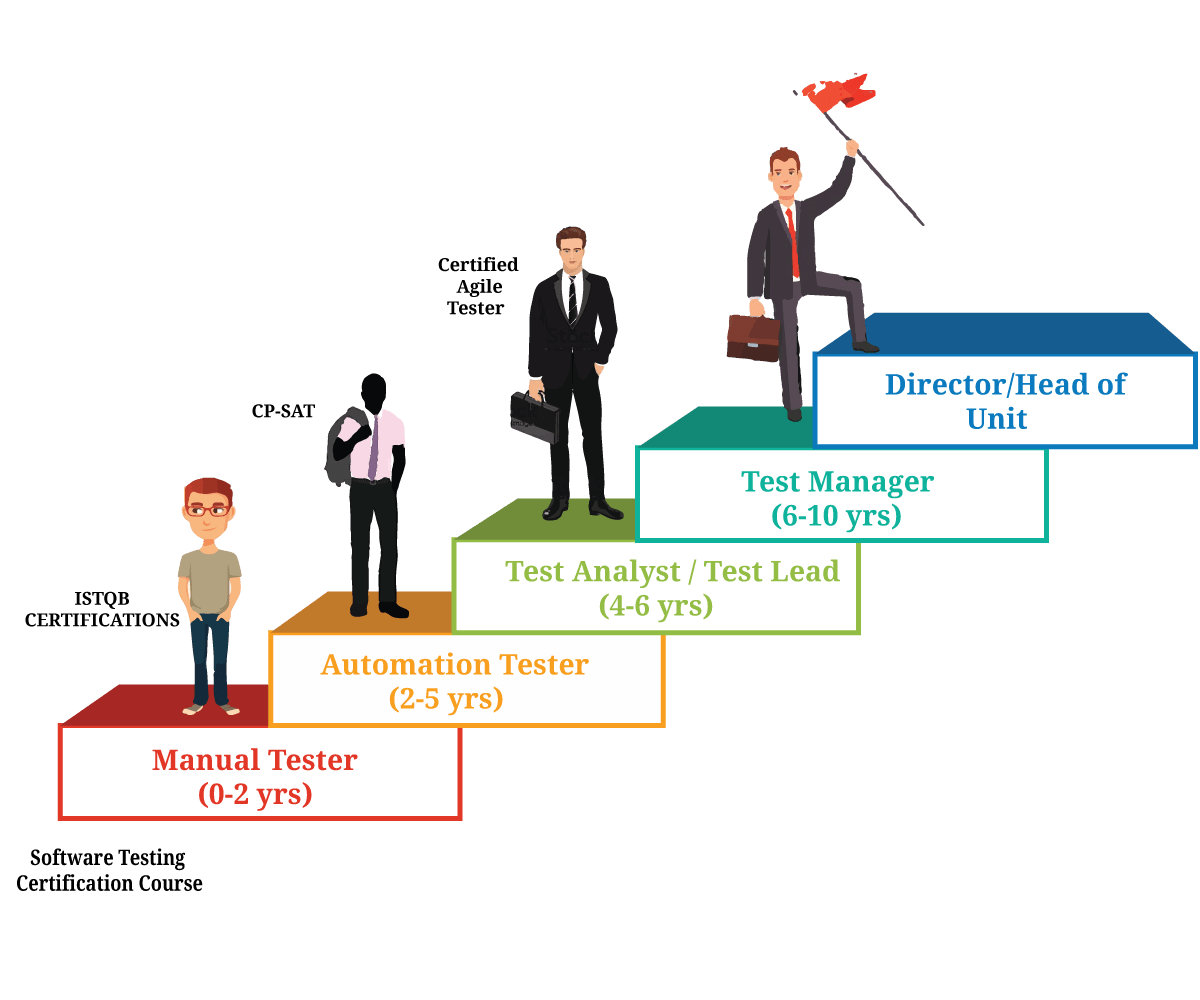 Certified
Agile
Tester
Director/Head of
Unit
CP-SAT
Test Manager
(6-10 yrs)
Test Analyst / Test Lead
(4-6 yrs)
ISTQB
CERTIFICATIONS
Automation Tester
(2-5 yrs)
Manual Tester
(0-2 yrs)
Software Testing
Certification Course